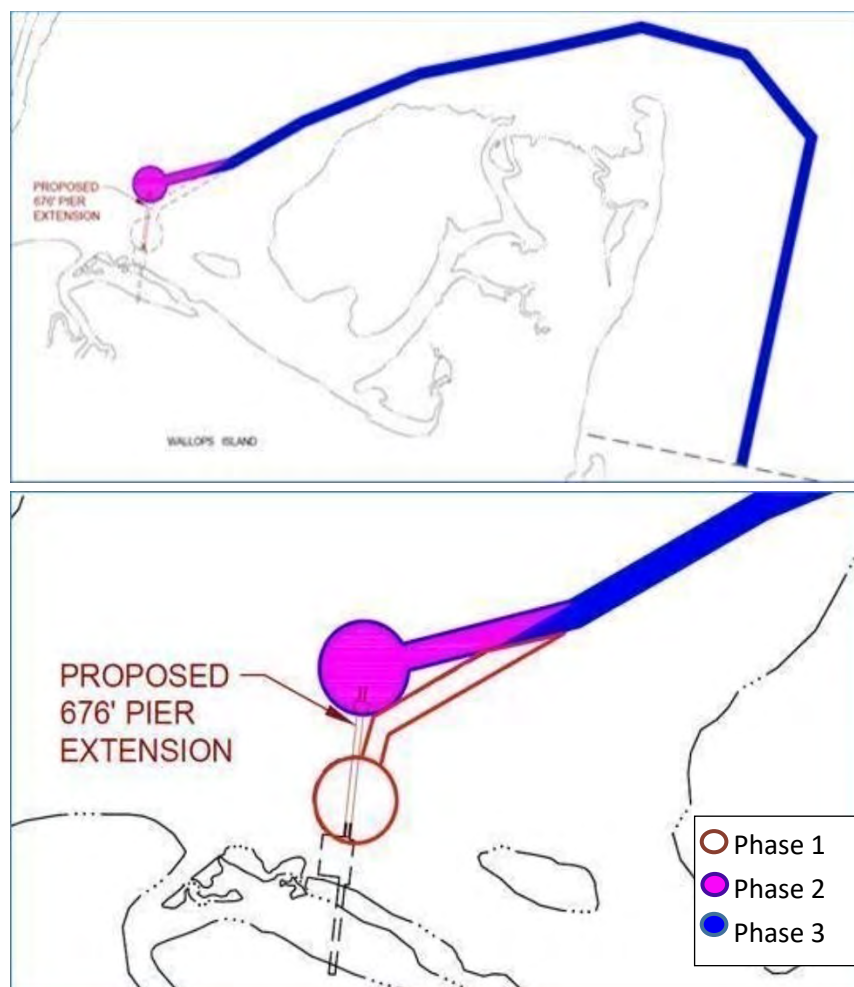 PROPOSED
676' PIER
EXTENSION
WALLOPS ISLAND
PROPOSED
676' PIER
EXTENSION
Phase 1
Phase 2
Phase 3